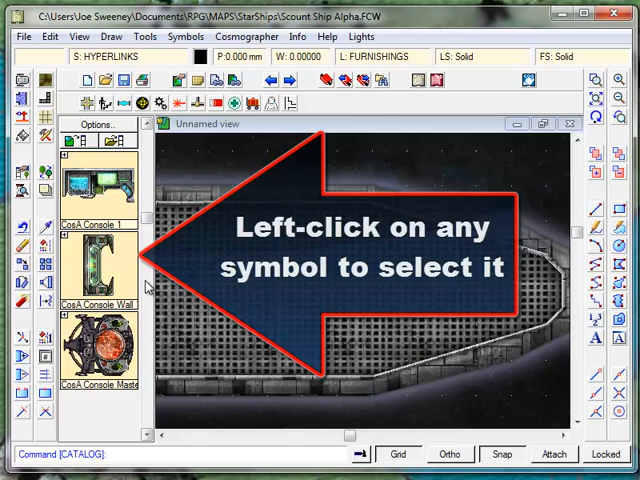 C:\Users\Joe Sweeney\Documents\RPG\MAPS\StarShips\Scount Ship Alpha.FCW
File Edit View Draw Tools Symbols Cosmographer Info Help Lights
S: HYPERLINKS P:0.000 mm W: 0.00000 L: FURNISHINGS LS: Solid FS: Solid
Options..
Unnamed view
CosA Console 1
CosA Console Wall
CosA Console Maste
Left-click on any
symbol to select it
Command [CATALOG]: Grid Ortho Snap Attach Locked